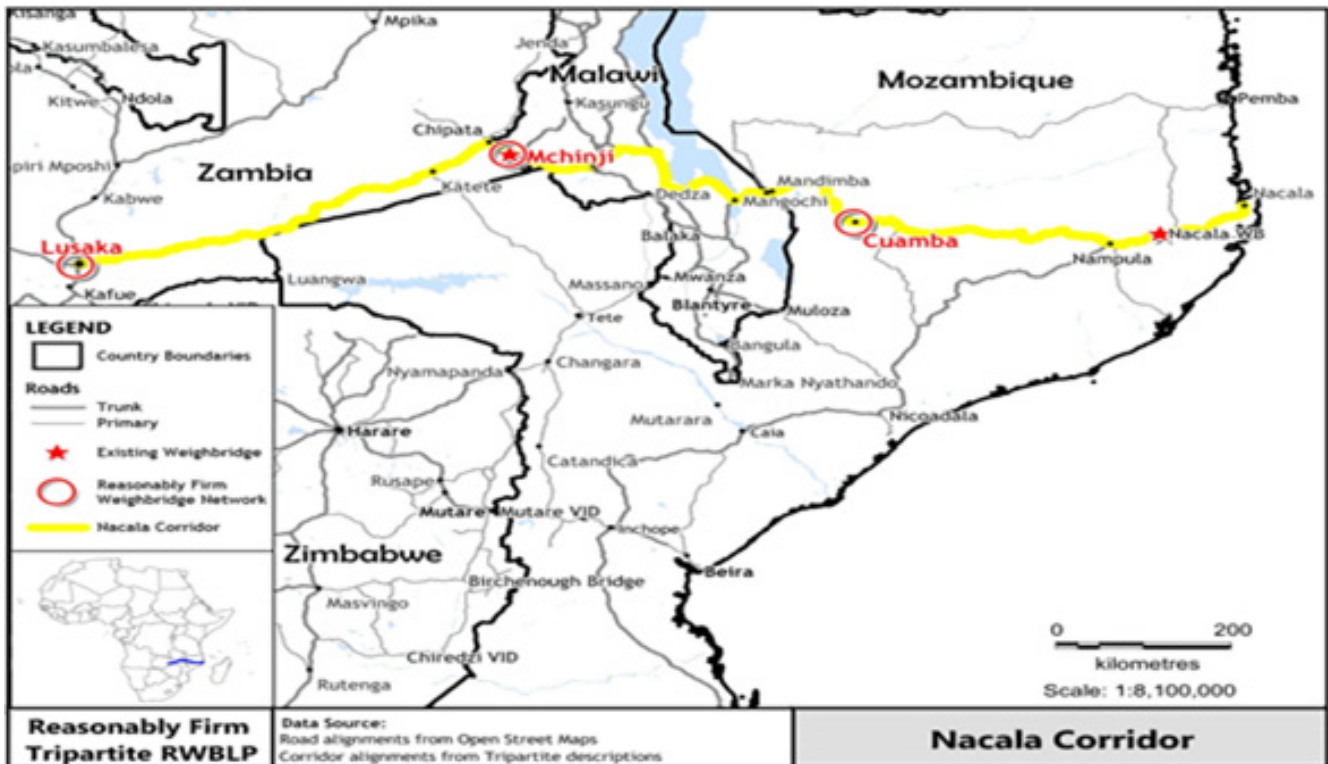 Kisanga
Kasumbalesa
ola
Kitwe
Ndola
Mpika
Jenda
Malawi
Kasungu
Mozambique
Pemba
Chipata
Mchinji
Zambia
piri Mposhi
Katete
Kabwe
Dedza
Mandimba
Mangochi
Nacala
Lusaka
Balaka
Cuamba
Nacala WB
Nampula
Kafue
Luangwa
Massano
Mwanza
Blantyre
Muloza
Tete
Bangula
Changara
Nyamapanda
Marka Nyathando
Mutarara
Nicoadala
Caia
Harare
Catandica
Rusape
Mutare
Mutare VID
Inchope
Zimbabwe
Beira
Birchenough Bridge
Masvingo
Chiredzi VID
Rutenga
LEGEND
Country Boundaries
Roads
Trunk
Primary
Existing Weighbridge
Reasonably Firm
Weighbridge Network
Nacala Corridor
0 200
kilometres
Scale: 1:8,100,000
Reasonably Firm
Tripartite RWBLP
Data Source:
Road alignments from Open Street Maps
Corridor alignments from Tripartite descriptions
Nacala Corridor